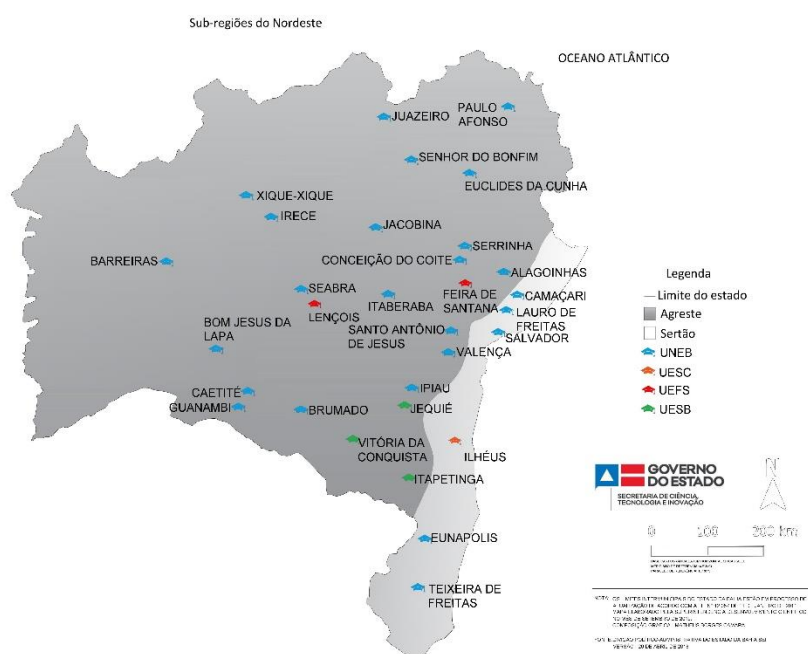 Sub-regiões do Nordeste
OCEANO ATLÂNTICO
PAULO
AFONSO
JUAZEIRO
SENHOR DO BONFIM
EUCLIDES DA CUNHA
XIQUE-XIQUE
IRECE
JACOBINA
SERRINHA
CONCEIÇÃO DO COITE
BARREIRAS
ALAGOINHAS
SEABRA
LENÇOIS
ITABERABA
FEIRA DE
SANTANA
CAMAÇARI
LAURO DE
FREITAS
SALVADOR
BOM JESUS DA
LAPA
SANTO ANTÔNIO
DE JESUS
VALENÇA
CAETITÉ
GUANAMBI
BRUMADO
IPIAU
JEQUIÉ
VITÓRIA DA
CONQUISTA
ILHÉUS
ITAPETINGA
EUNAPOLIS
TEIXEIRA DE
FREITAS
Legenda
Limite do estado
Agreste
Sertão
UNEB
UESC
UEFS
UESB
GOVERNO
DO ESTADO
SECRETARIA DE CIÊNCIA,
TECNOLOGIA E INOVAÇÃO
N
0 100 200 km